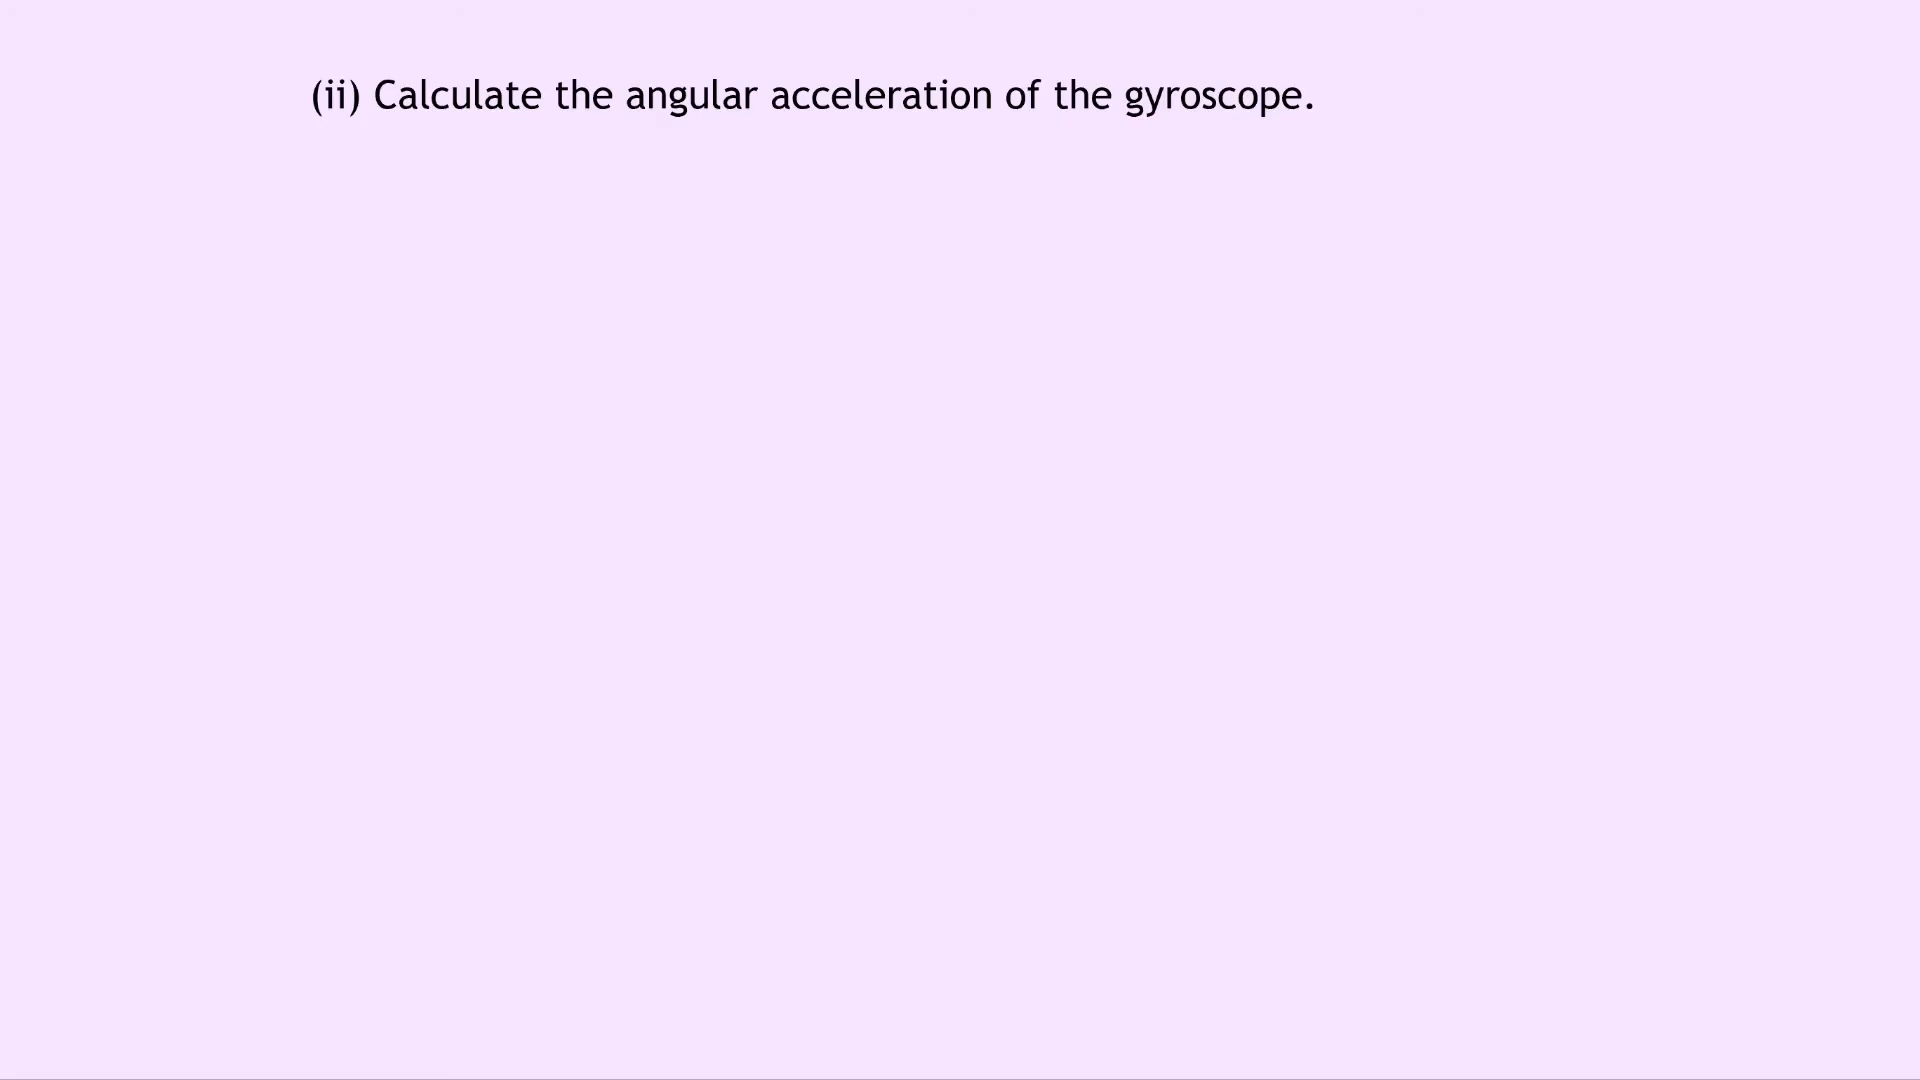 (ii) Calculate the angular acceleration of the gyroscope.